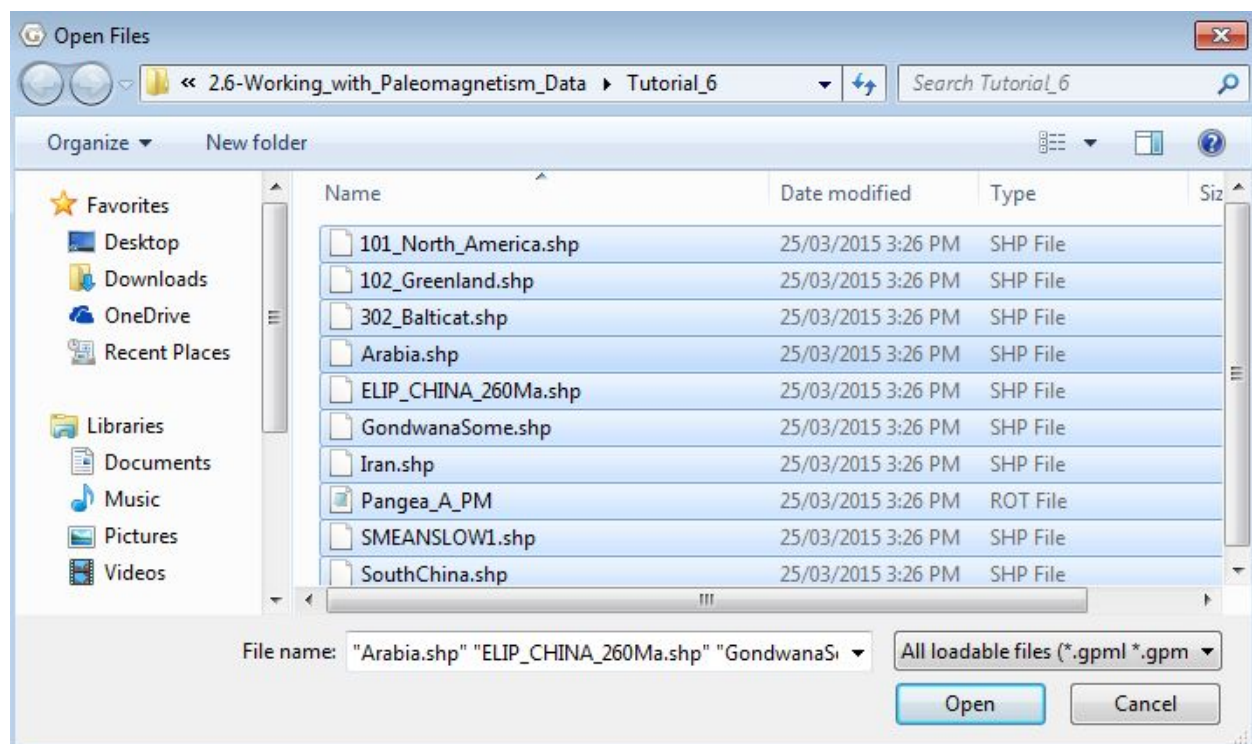 Open Files
« 2.6-Working_with_Paleomagnetism_Data ▸ Tutorial_6
Search Tutorial_6
Organize
New folder
Name Date modified Type Siz
Favorites
Desktop
Downloads
OneDrive
Recent Places
Libraries
Documents
Music
Pictures
Videos
101_North_America.shp 25/03/2015 3:26 PM SHP File
102_Greenland.shp 25/03/2015 3:26 PM SHP File
302_Balticat.shp 25/03/2015 3:26 PM SHP File
Arabia.shp 25/03/2015 3:26 PM SHP File
ELIP_CHINA_260Ma.shp 25/03/2015 3:26 PM SHP File
GondwanaSome.shp 25/03/2015 3:26 PM SHP File
Iran.shp 25/03/2015 3:26 PM SHP File
Pangea_A_PM 25/03/2015 3:26 PM ROT File
SMEANSLOW1.shp 25/03/2015 3:26 PM SHP File
SouthChina.shp 25/03/2015 3:26 PM SHP File
File name: "Arabia.shp" "ELIP_CHINA_260Ma.shp" "GondwanaS
All loadable files (*.gpml *.gpm
Open
Cancel